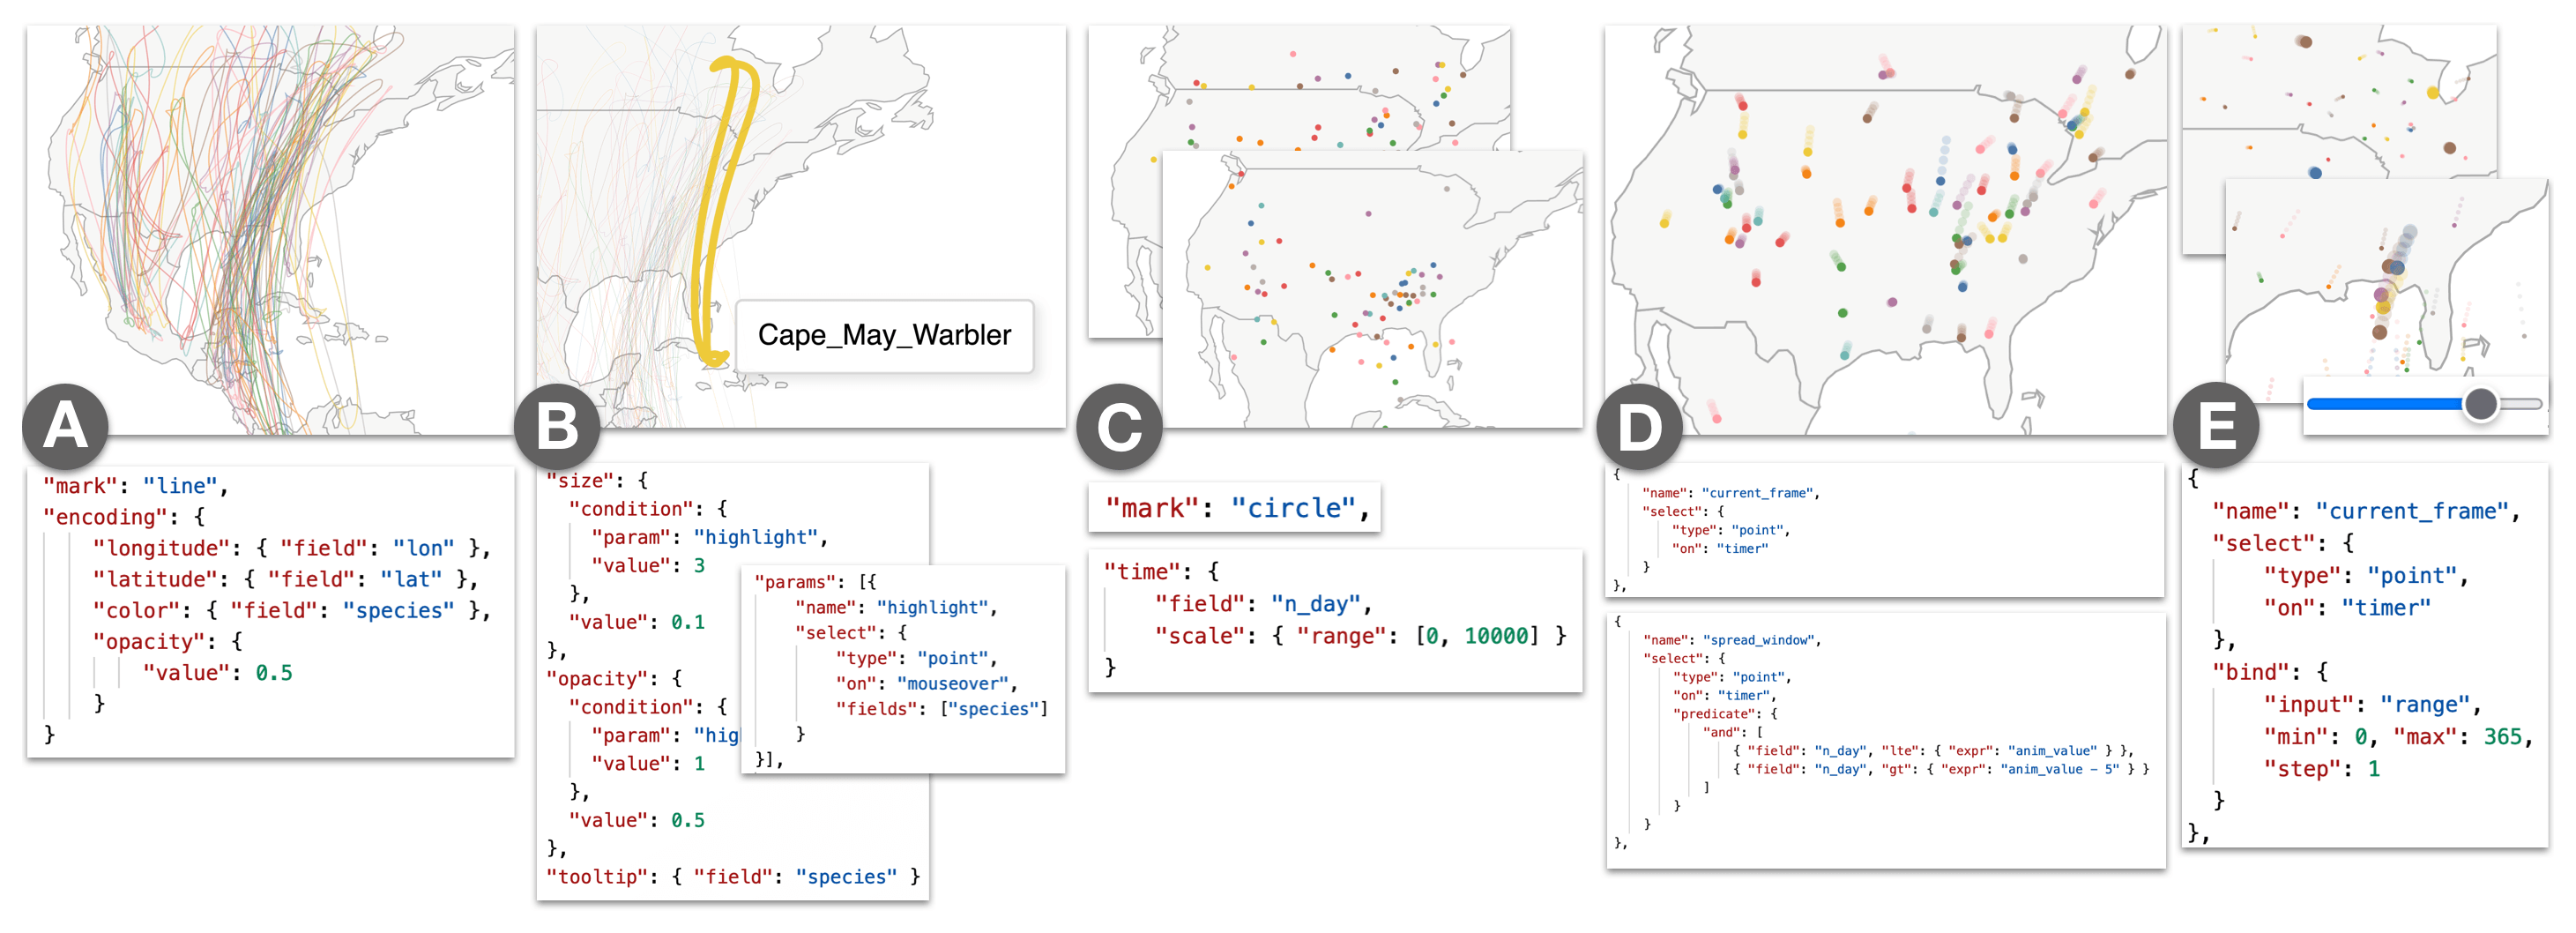 Cape_May_Warbler
A
B
C
D
E
"mark": "line",
"encoding": {
"longitude": { "field": "lon" },
"latitude": { "field": "lat" },
"color": { "field": "species" },
"opacity": {
"value": 0.5
}
}
"size": {
"condition": {
"param": "highlight",
"value": 3
},
"value": 0.1
},
"opacity": {
"condition": {
"param": "hig
"value": 1
},
"value": 0.5
},
"tooltip": { "field": "species" }
"params": [{
"name": "highlight",
"select": {
"type": "point",
"on": "mouseover",
"fields": ["species"]
}
}],
"mark": "circle",
"time": {
"field": "n_day",
"scale": { "range": [0, 10000] }
}
{
"name": "current_frame",
"select": {
"type": "point",
"on": "timer"
}
},
{
"name": "spread_window",
"select": {
"type": "point",
"on": "timer",
"predicate": {
"and": [
{ "field": "n_day", "lte": { "expr": "anim_value" } },
{ "field": "n_day", "gt": { "expr": "anim_value – 5" } }
]
}
}
},
{
"name": "current_frame",
"select": {
"type": "point",
"on": "timer"
},
"bind": {
"input": "range",
"min": 0, "max": 365,
"step": 1
}
},